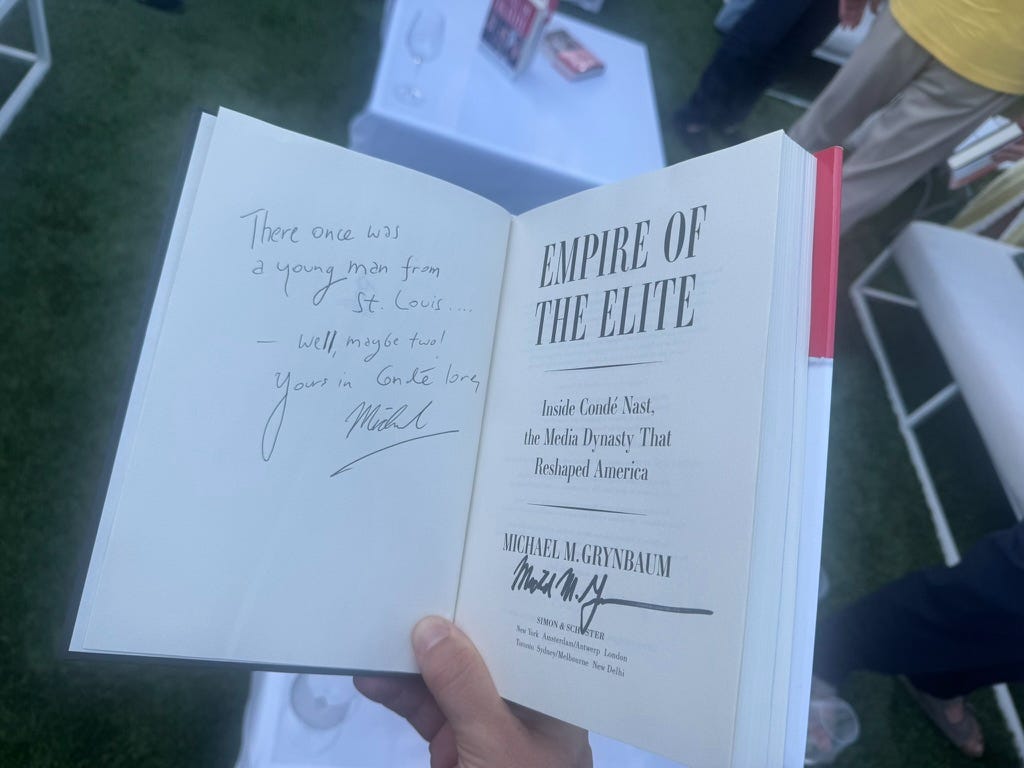 There once was
a young man from
St. Louis....
– well, maybe two!
Yours in Condé lore,
Michael
EMPIRE OF
THE ELITE
Inside Condé Nast,
the Media Dynasty That
Reshaped America
MICHAEL M. GRYNBAUM
SIMON & SCHUSTER
New York Amsterdam/Antwerp London
Toronto Sydney/Melbourne New Delhi